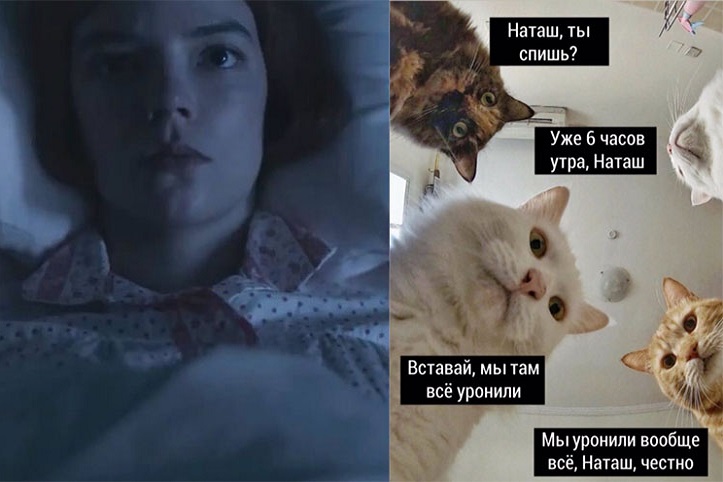 Наташ, ты
спишь?
Уже 6 часов
утра, Наташ
Вставай, мы там
всё уронили
Мы уронили вообще
всё, Наташ, честно